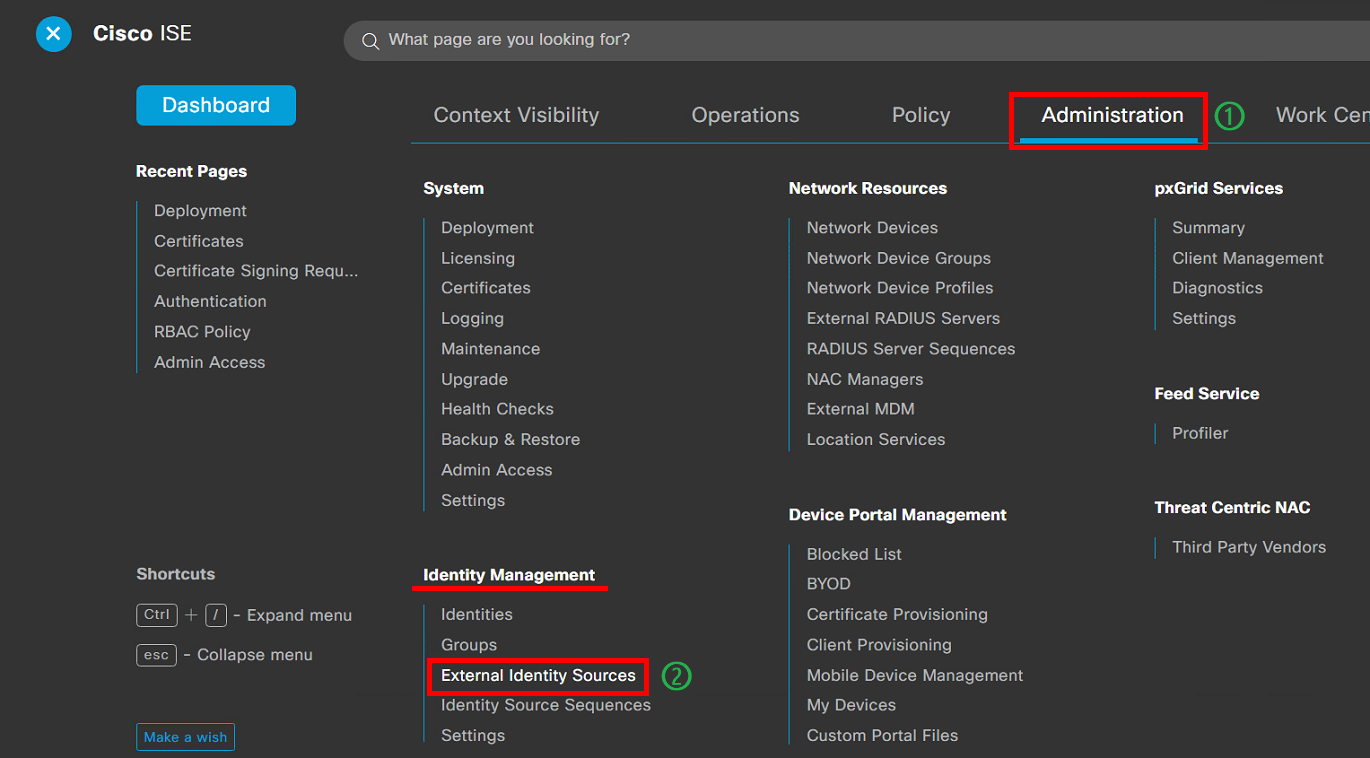 Cisco ISE
What page are you looking for?
Dashboard
Context Visibility
Operations
Policy
Administration
1
Work Cen
Recent Pages
Deployment
Certificates
Certificate Signing Requ...
Authentication
RBAC Policy
Admin Access
Shortcuts
Ctrl + / - Expand menu
esc - Collapse menu
Make a wish
System
Deployment
Licensing
Certificates
Logging
Maintenance
Upgrade
Health Checks
Backup & Restore
Admin Access
Settings
Identity Management
Identities
Groups
External Identity Sources
2
Identity Source Sequences
Settings
Network Resources
Network Devices
Network Device Groups
Network Device Profiles
External RADIUS Servers
RADIUS Server Sequences
NAC Managers
External MDM
Location Services
Device Portal Management
Blocked List
BYOD
Certificate Provisioning
Client Provisioning
Mobile Device Management
My Devices
Custom Portal Files
pxGrid Services
Summary
Client Management
Diagnostics
Settings
Feed Service
Profiler
Threat Centric NAC
Third Party Vendors